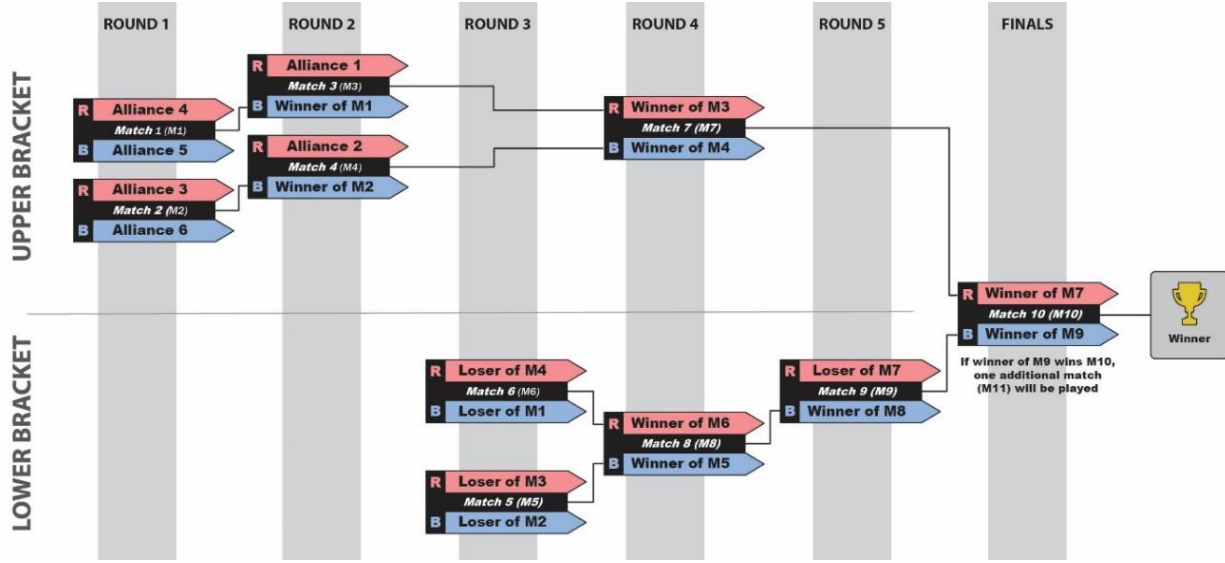 ROUND 1
ROUND 2
ROUND 3
ROUND 4
ROUND 5
FINALS
UPPER BRACKET
R Alliance 4
Match 1 (M1)
B Alliance 5
R Alliance 3
Match 2 (M2)
B Alliance 6
R Alliance 1
Match 3 (M3)
B Winner of M1
R Alliance 2
Match 4 (M4)
B Winner of M2
R Winner of M3
Match 7 (M7)
B Winner of M4
LOWER BRACKET
R Loser of M4
Match 6 (M6)
B Loser of M1
R Loser of M3
Match 5 (M5)
B Loser of M2
R Winner of M6
Match 8 (M8)
B Winner of M5
R Loser of M7
Match 9 (M9)
B Winner of M8
R Winner of M7
Match 10 (M10)
B Winner of M9
If winner of M9 wins M10,
one additional match
(M11) will be played
Winner